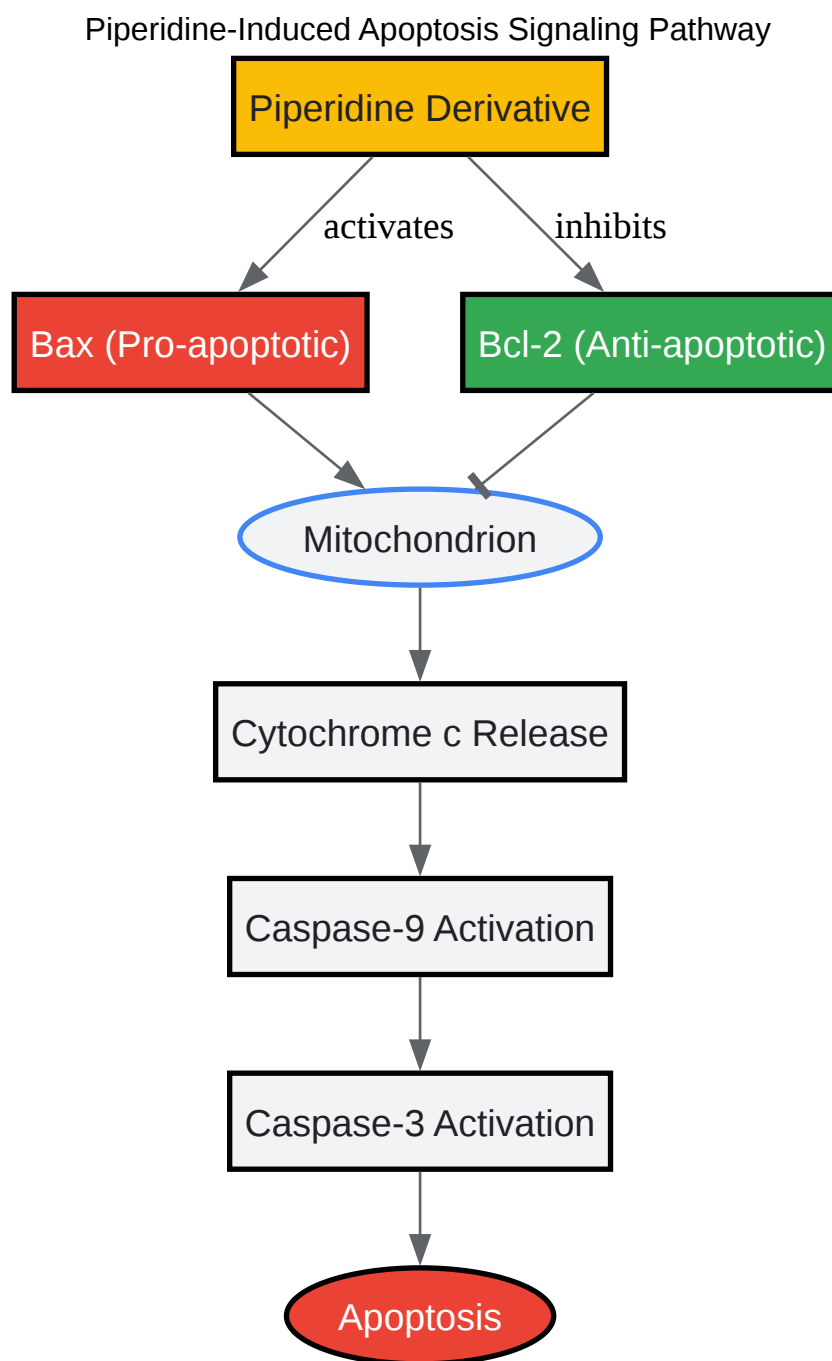 Piperidine-Induced Apoptosis Signaling Pathway
Piperidine Derivative
activates
inhibits
Bax (Pro-apoptotic)
Bcl-2 (Anti-apoptotic)
Mitochondrion
Cytochrome c Release
Caspase-9 Activation
Caspase-3 Activation
Apoptosis